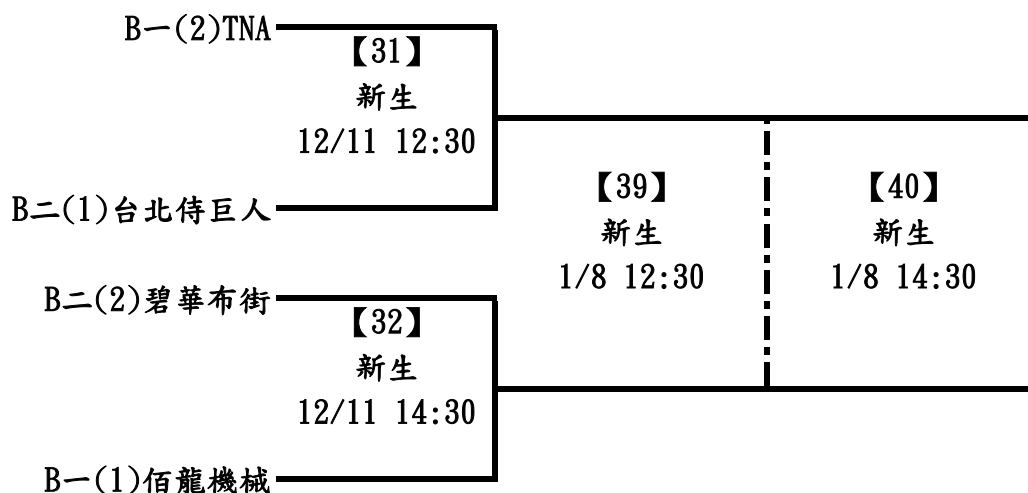 B一(2)TNA
【31】
新生
12/11 12:30
B二(1)台北侍巨人
【39】
新生
1/8 12:30
【40】
新生
1/8 14:30
B二(2)碧華布街
【32】
新生
12/11 14:30
B一(1)佰龍機械